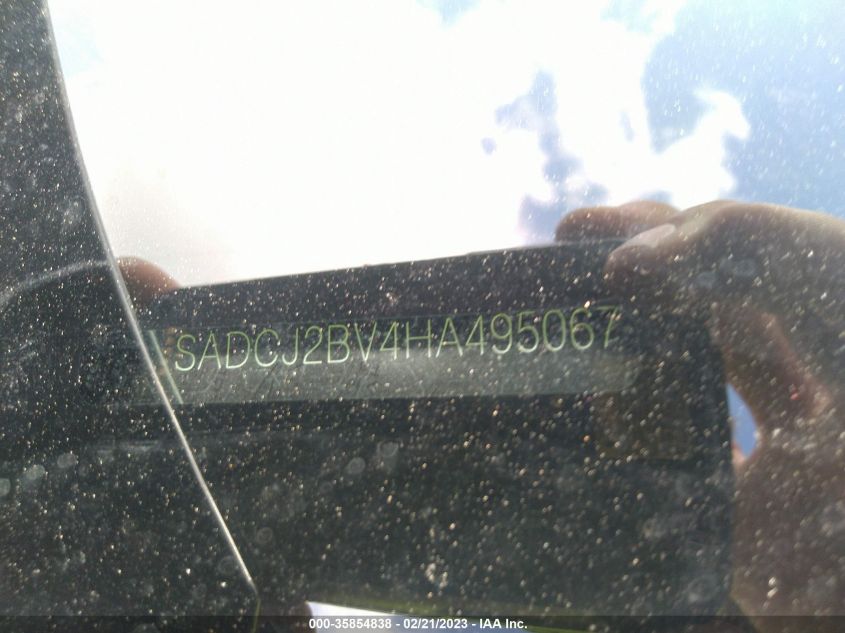 SADCJ2BV4HA495067
000-35854838 - 02/21/2023 - IAA Inc.